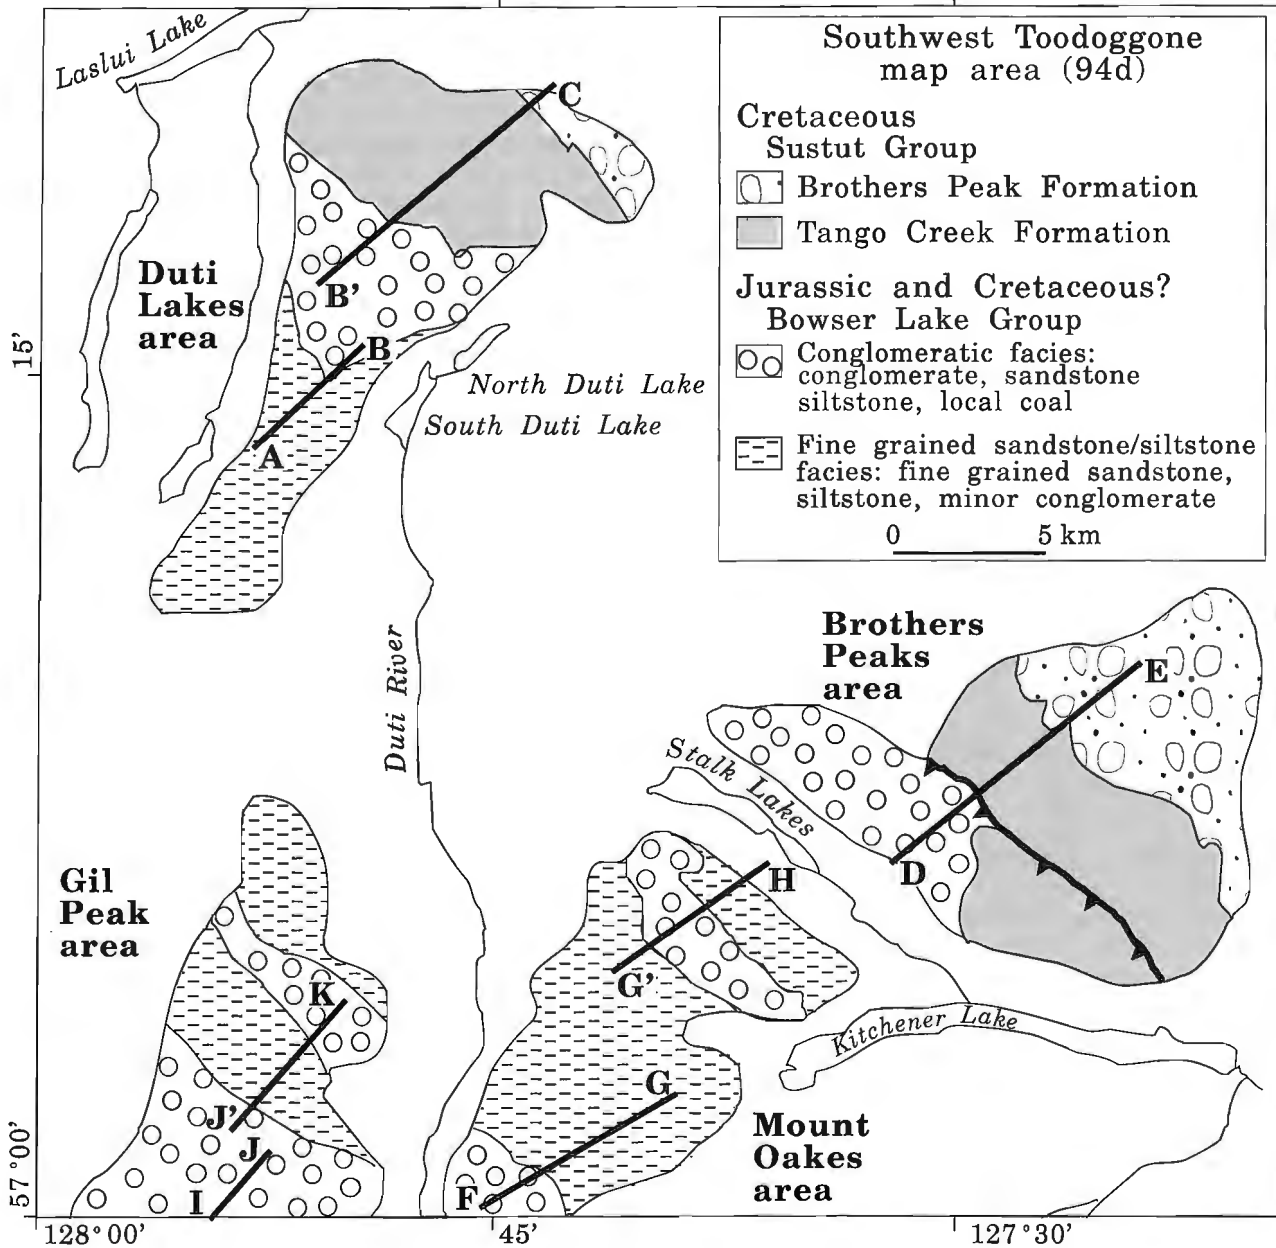 Southwest Toodoggone
map area (94d)
Cretaceous
Sustut Group
Brothers Peak Formation
Tango Creek Formation
Jurassic and Cretaceous?
Bowser Lake Group
Conglomeratic facies:
conglomerate, sandstone
siltstone, local coal
Fine grained sandstone/siltstone
facies: fine grained sandstone,
siltstone, minor conglomerate
0 5 km
Laslui Lake
C
Duti
Lakes
area
B'
B
North Duti Lake
South Duti Lake
A
15'
Duti River
Brothers
Peaks
area
E
Stalk Lakes
D
H
G'
Gil
Peak
area
K
Kitchener Lake
J'
J
I
G
F
Mount
Oakes
area
57°00'
128°00'
45'
127°30'